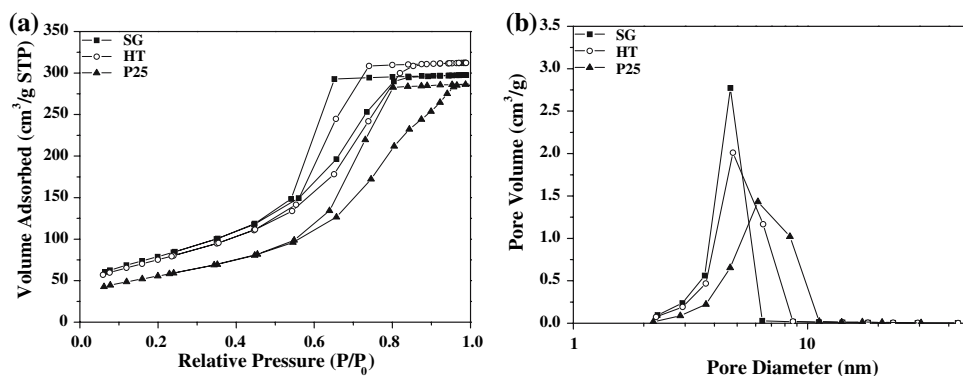 (a)
SG
HT
P25
Volume Adsorbed (cm³/g STP)
350
300
250
200
150
100
50
0
0.0
0.2
0.4
0.6
0.8
1.0
Relative Pressure (P/P₀)
(b)
SG
HT
P25
Pore Volume (cm³/g)
3.5
3.0
2.5
2.0
1.5
1.0
0.5
0.0
1
10
Pore Diameter (nm)